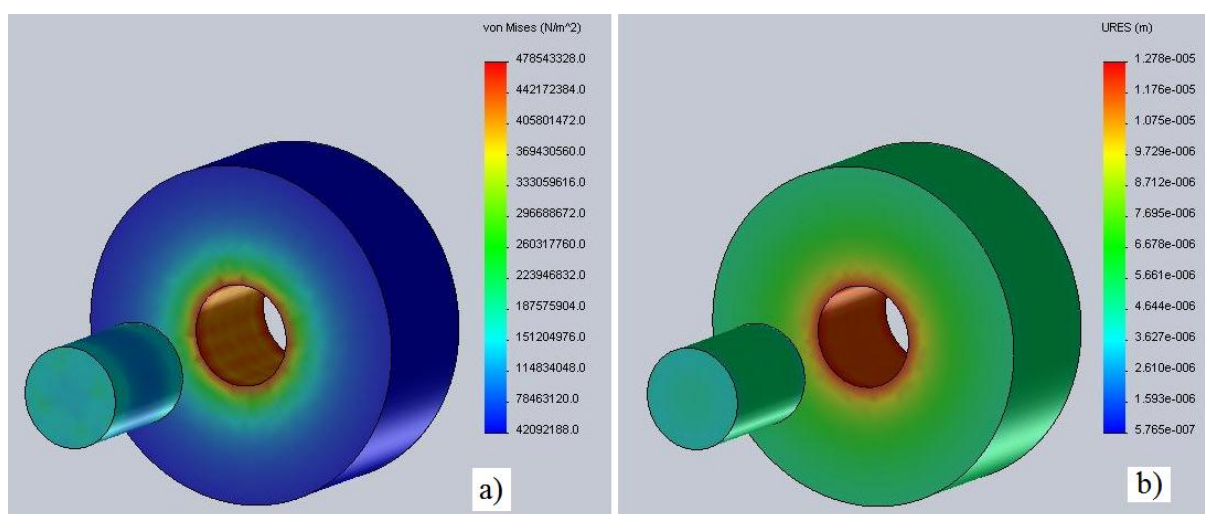 von Mises (N/m^2)
478543328.0
442172384.0
405801472.0
369430560.0
333059616.0
296688672.0
260317760.0
223946832.0
187575904.0
151204976.0
114834048.0
78463120.0
42092188.0
a)
URES (m)
1.278e-005
1.176e-005
1.075e-005
9.729e-006
8.712e-006
7.695e-006
6.678e-006
5.661e-006
4.644e-006
3.627e-006
2.610e-006
1.593e-006
5.765e-007
b)